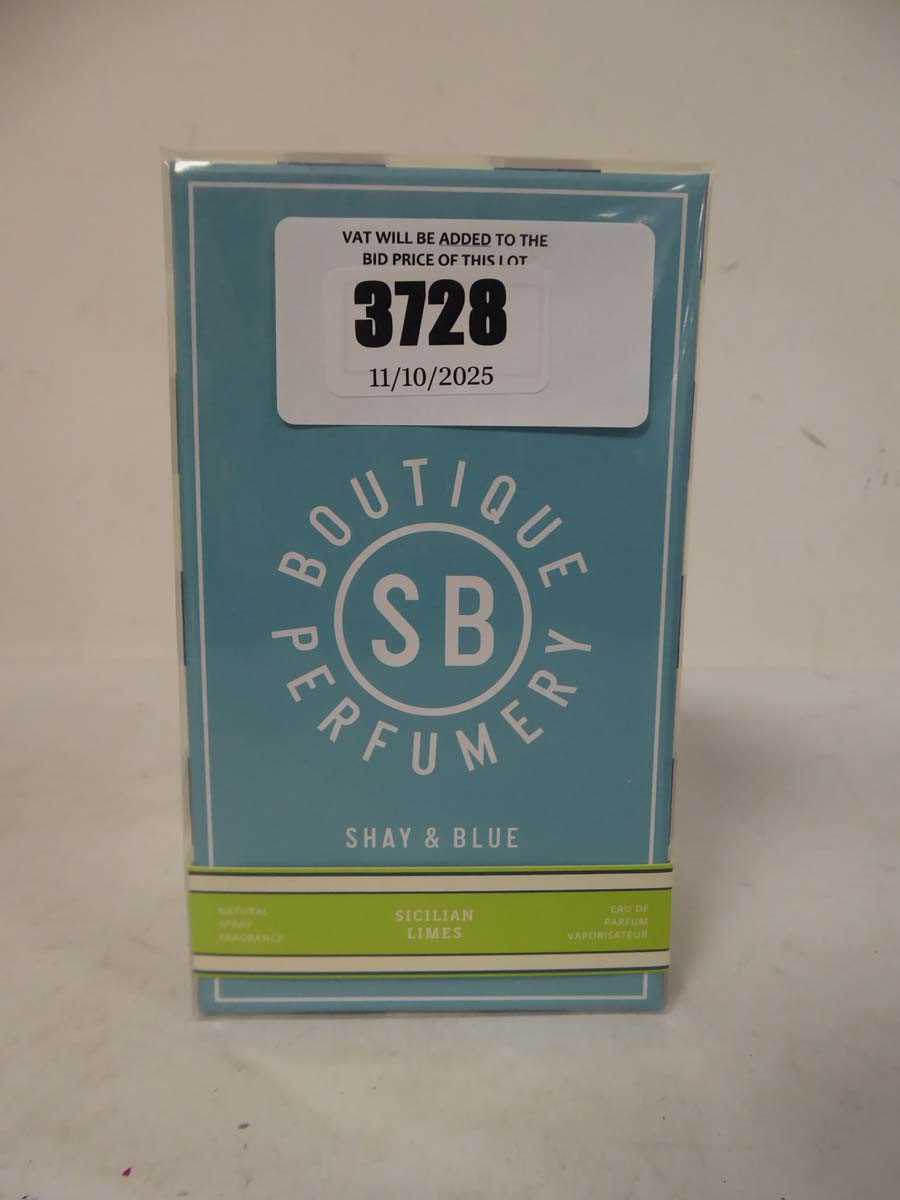 VAT WILL BE ADDED TO THE
BID PRICE OF THIS LOT
3728
11/10/2025
BOUTIQUE
SB
PERFUMERY
SHAY & BLUE
NATURAL
SPRAY
FRAGRANCE
SICILIAN
LIMES
EAU DE
PARFUM
VAPORISATEUR